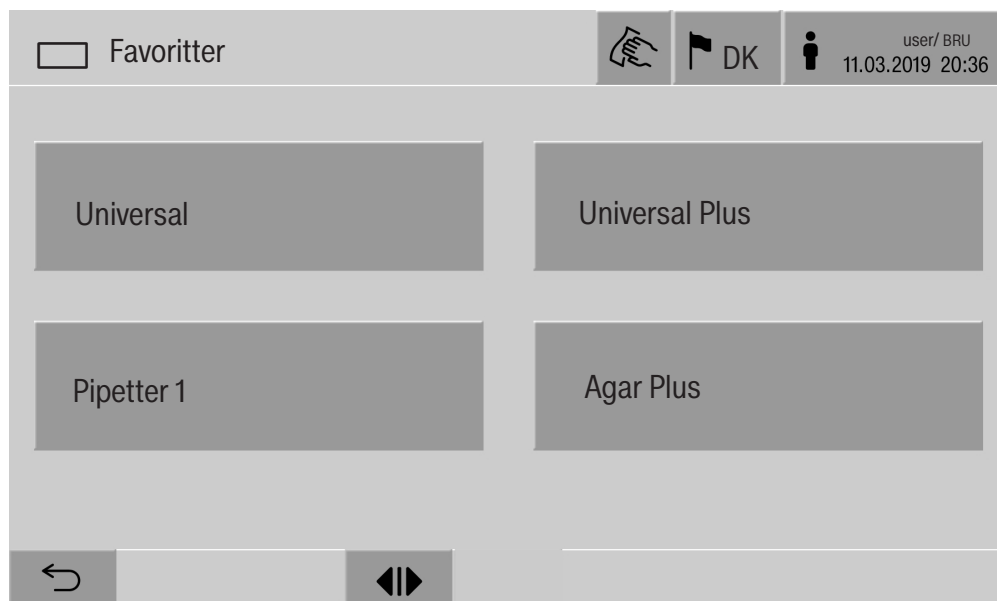 Favoritter
DK
user/ BRU
11.03.2019 20:36
Universal
Universal Plus
Pipetter 1
Agar Plus